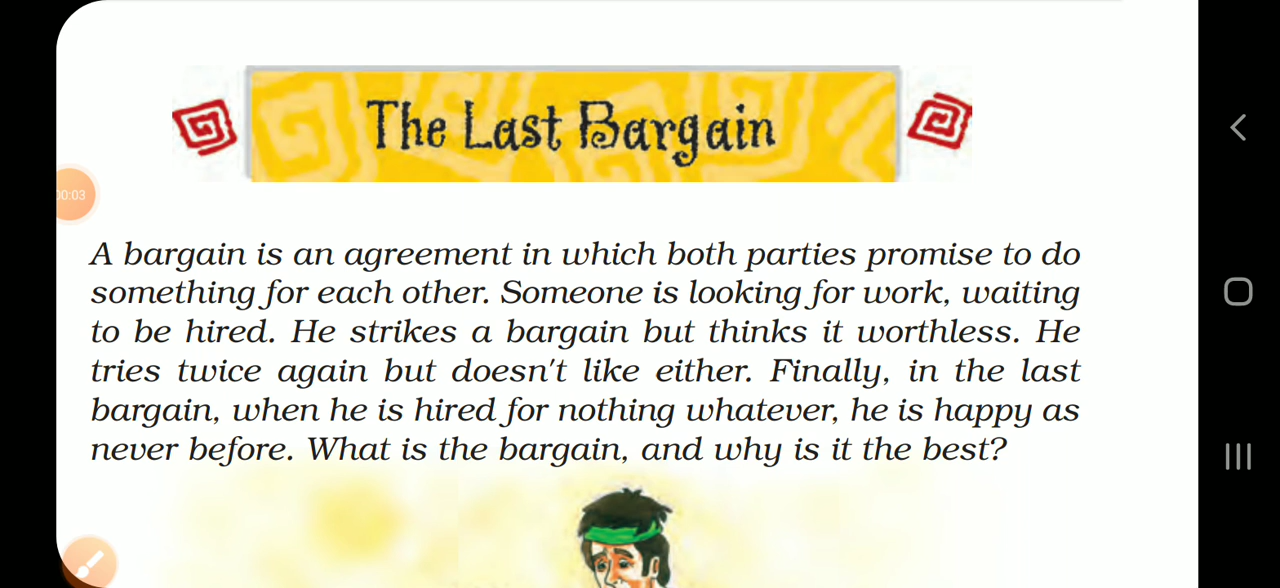 The Last Bargain
00:03
A bargain is an agreement in which both parties promise to do
something for each other. Someone is looking for work, waiting
to be hired. He strikes a bargain but thinks it worthless. He
tries twice again but doesn't like either. Finally, in the last
bargain, when he is hired for nothing whatever, he is happy as
never before. What is the bargain, and why is it the best?